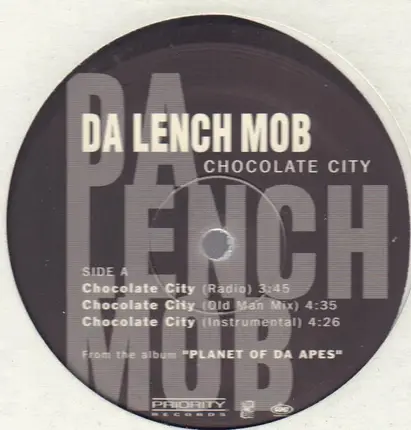 DA LENCH MOB
DA LENCH MOB
CHOCOLATE CITY
SIDE A
Chocolate City (Radio) 3:45
Chocolate City (Old Man Mix) 4:35
Chocolate City (Instrumental) 4:26
From the album "PLANET OF DA APES"
PRIORITY
RECORDS